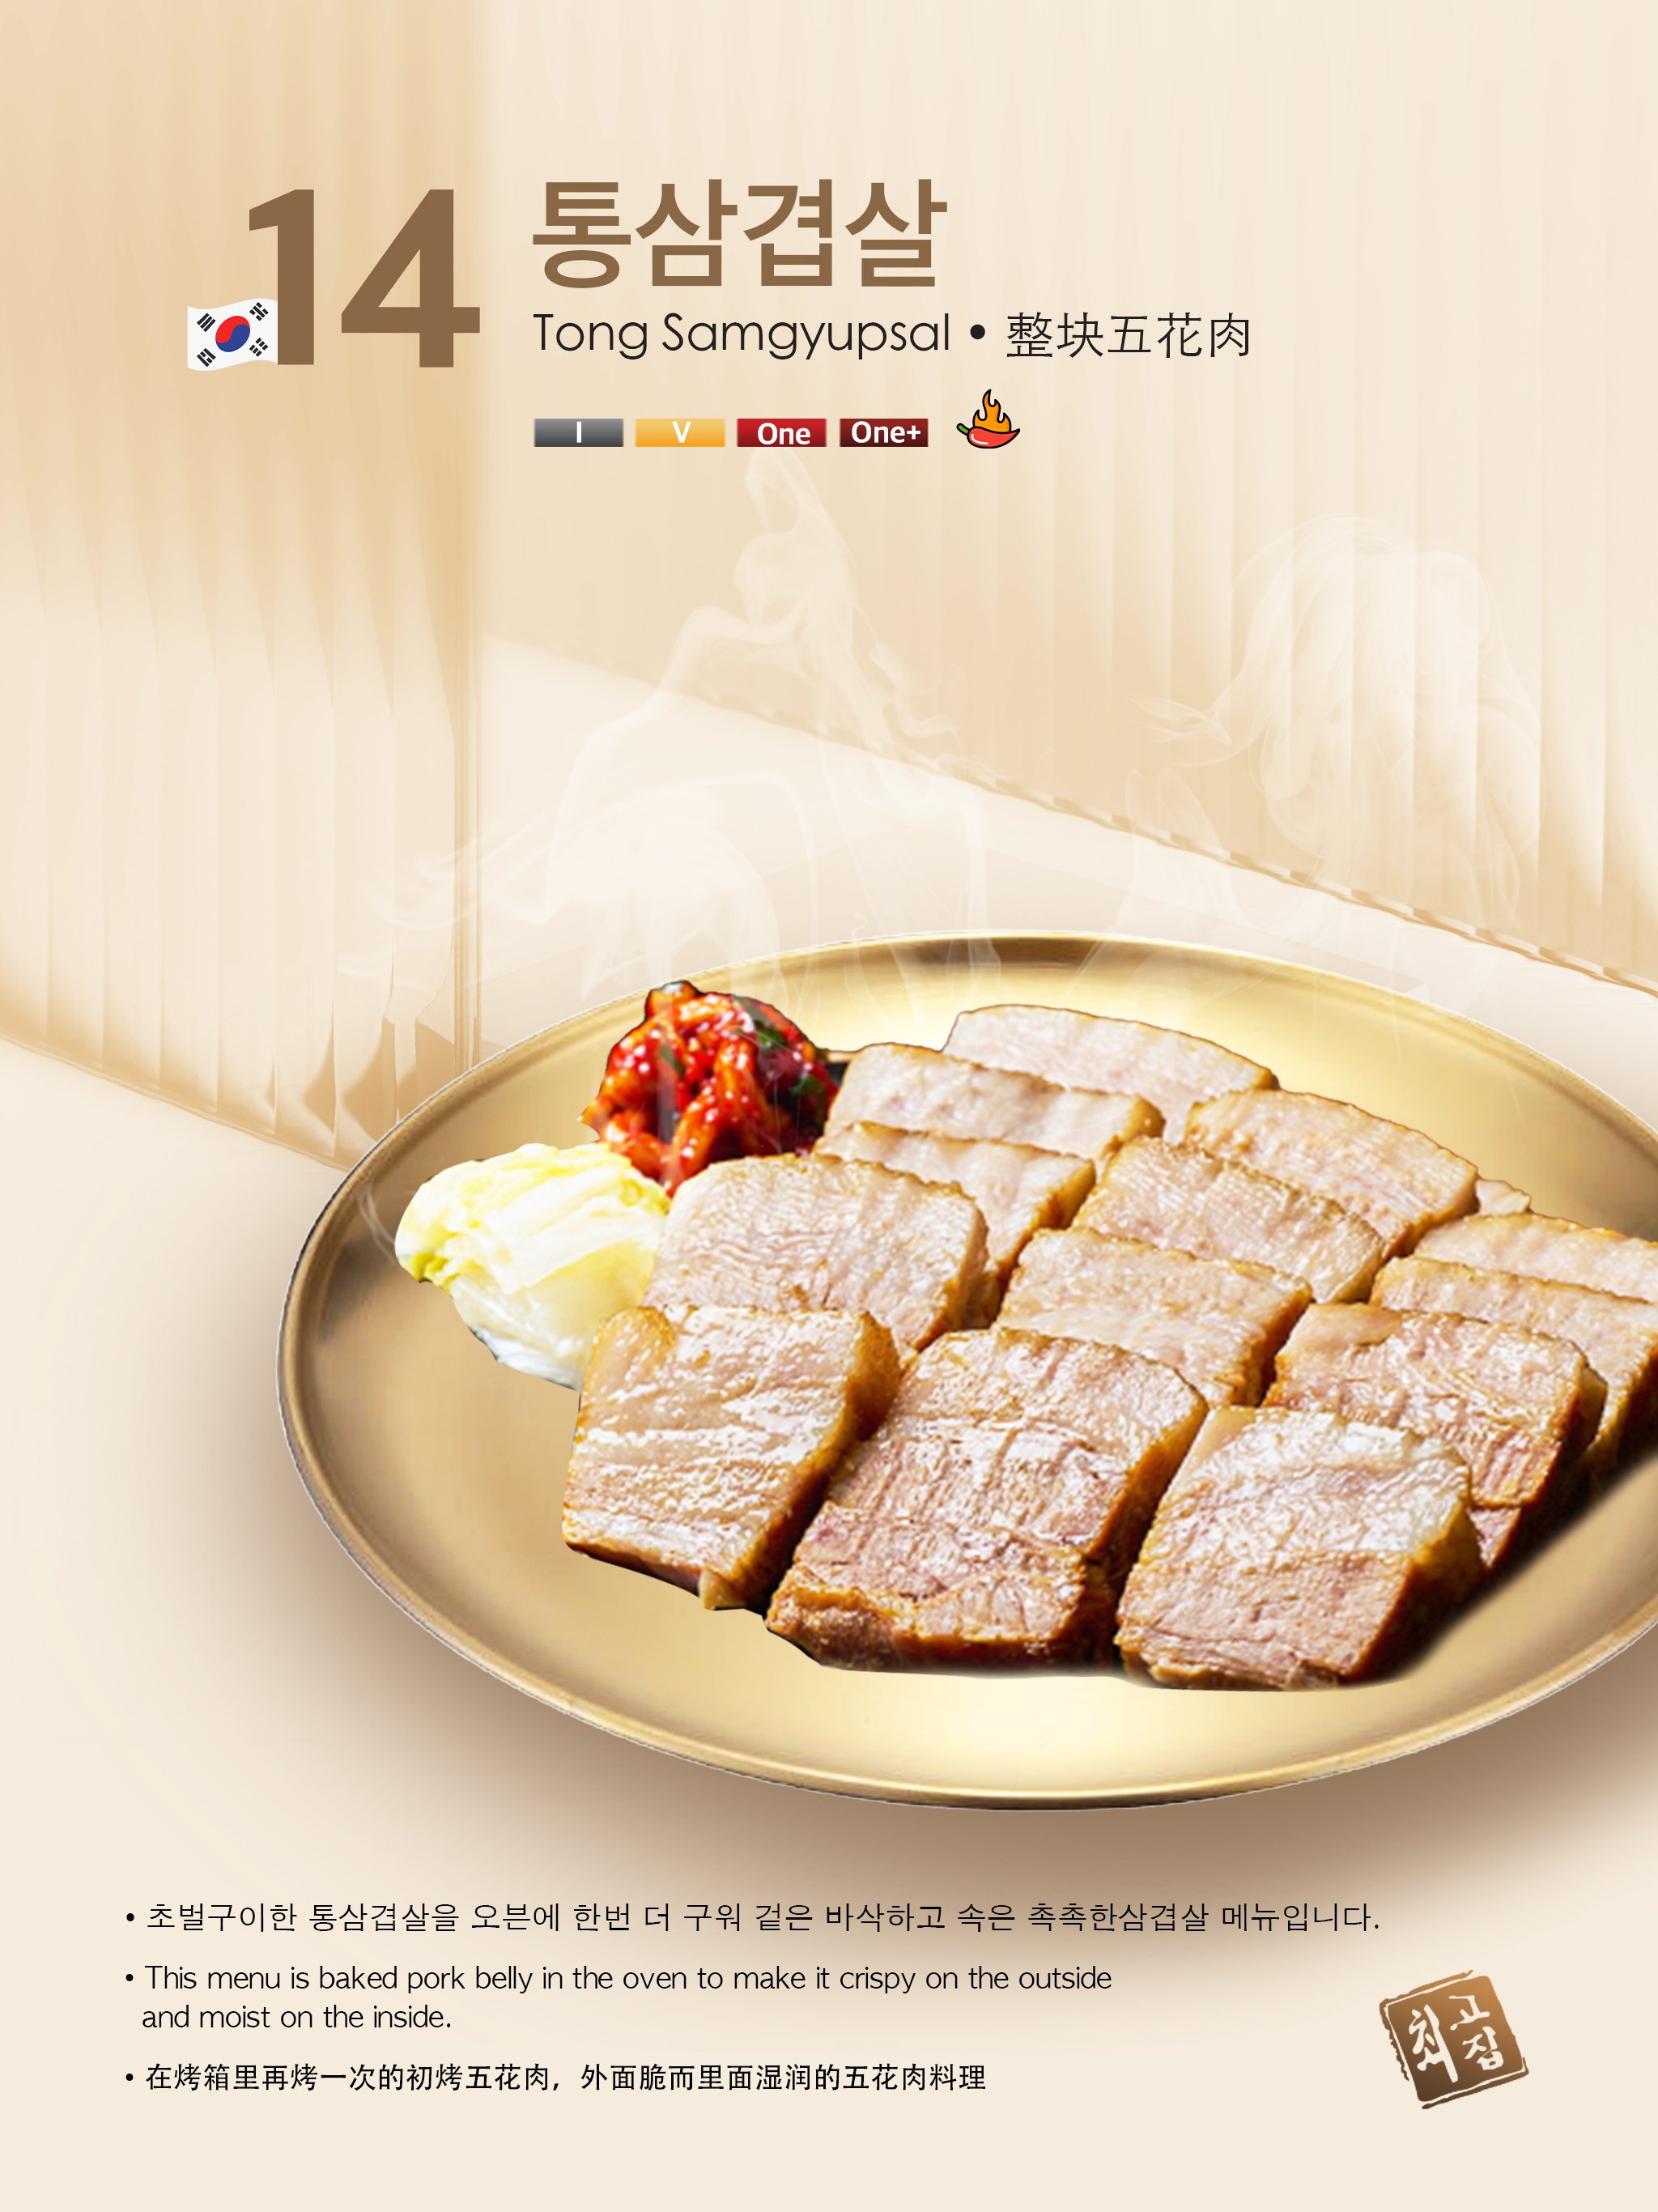 14
통삼겹살
Tong Samgyupsal • 整块五花肉
I V One One+
• 초벌구이한 통삼겹살을 오븐에 한번 더 구워 겉은 바삭하고 속은 촉촉한삼겹살 메뉴입니다.
• This menu is baked pork belly in the oven to make it crispy on the outside
and moist on the inside.
• 在烤箱里再烤一次的初烤五花肉，外面脆而里面湿润的五花肉料理
최고집